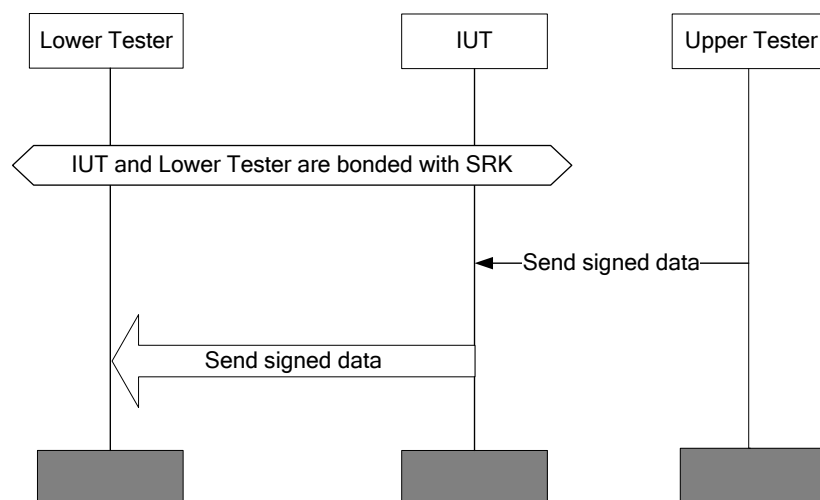 Lower Tester
IUT
Upper Tester
IUT and Lower Tester are bonded with SRK
Send signed data
Send signed data